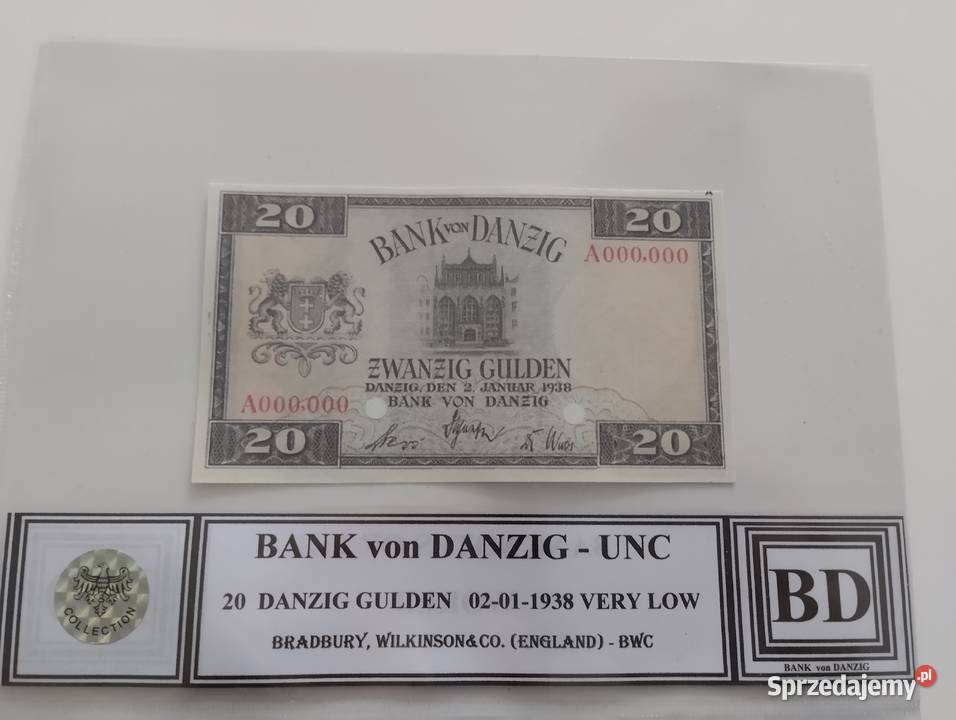 20
20
BANK VON DANZIG
A000,000
ZWANZIG GULDEN
DANZIG, DEN 2. JANUAR 1938
BANK VON DANZIG
A000,000
20
20
BANK von DANZIG - UNC
20 DANZIG GULDEN 02-01-1938 VERY LOW
BRADBURY, WILKINSON&CO. (ENGLAND) - BWC
COLLECTION
BD
BANK von DANZIG
Sprzedajemy.pl